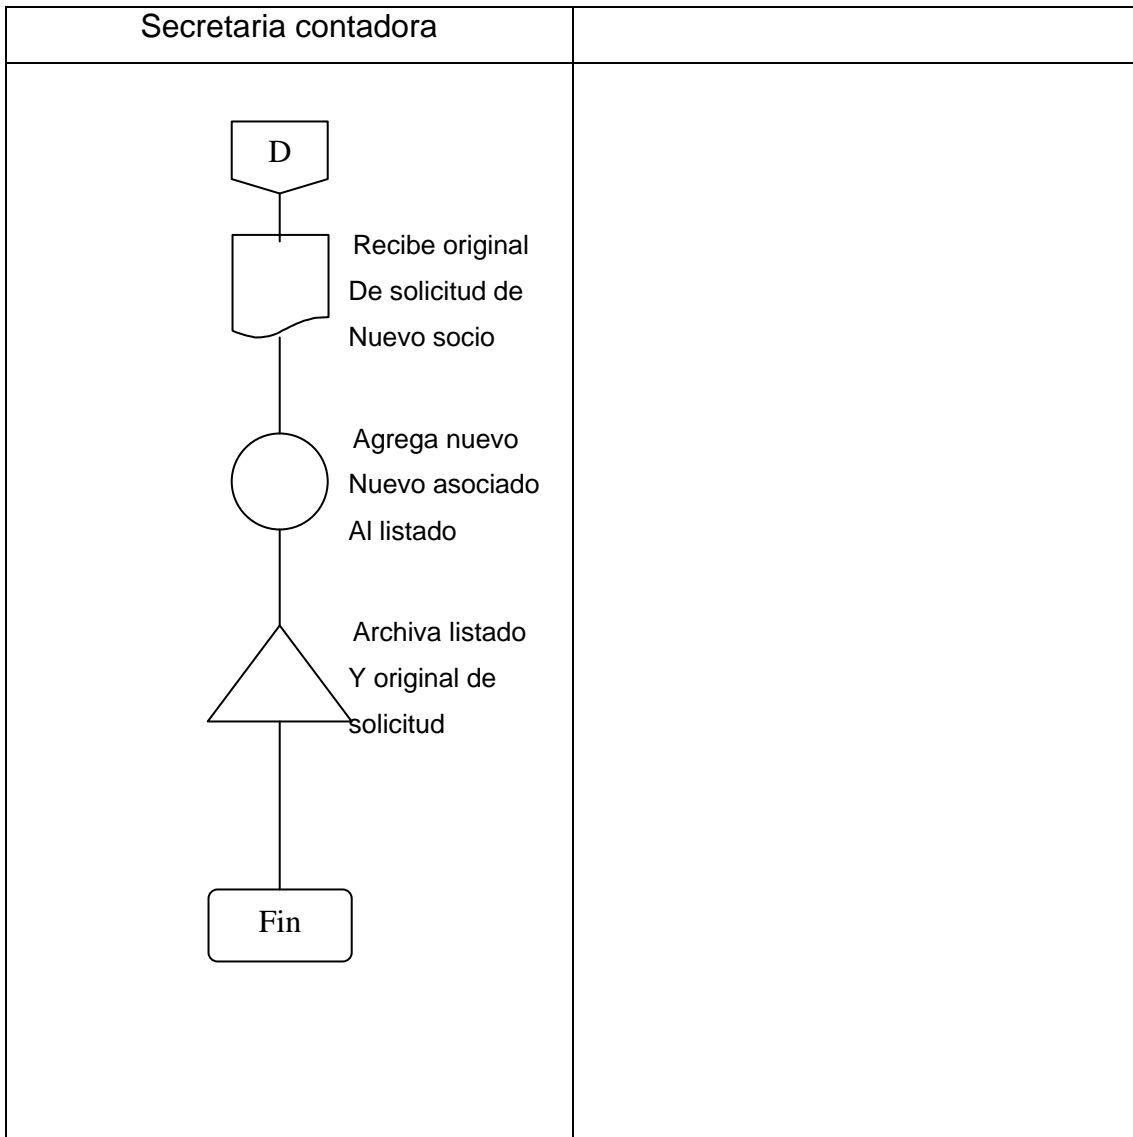 Secretaria contadora
D
Recibe original
De solicitud de
Nuevo socio
Agrega nuevo
Nuevo asociado
Al listado
Archiva listado
Y original de
solicitud
Fin